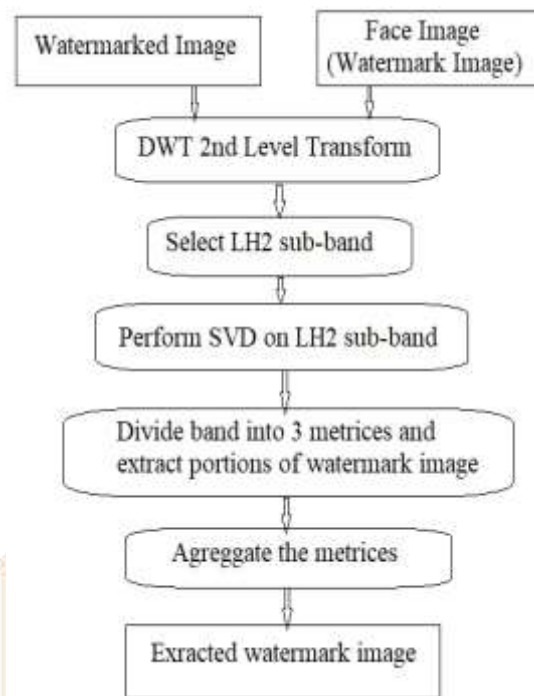 Watermarked Image
Face Image
(Watermark Image)
DWT 2nd Level Transform
Select LH2 sub-band
Perform SVD on LH2 sub-band
Divide band into 3 metrices and
extract portions of watermark image
Agreggate the metrices
Exracted watermark image